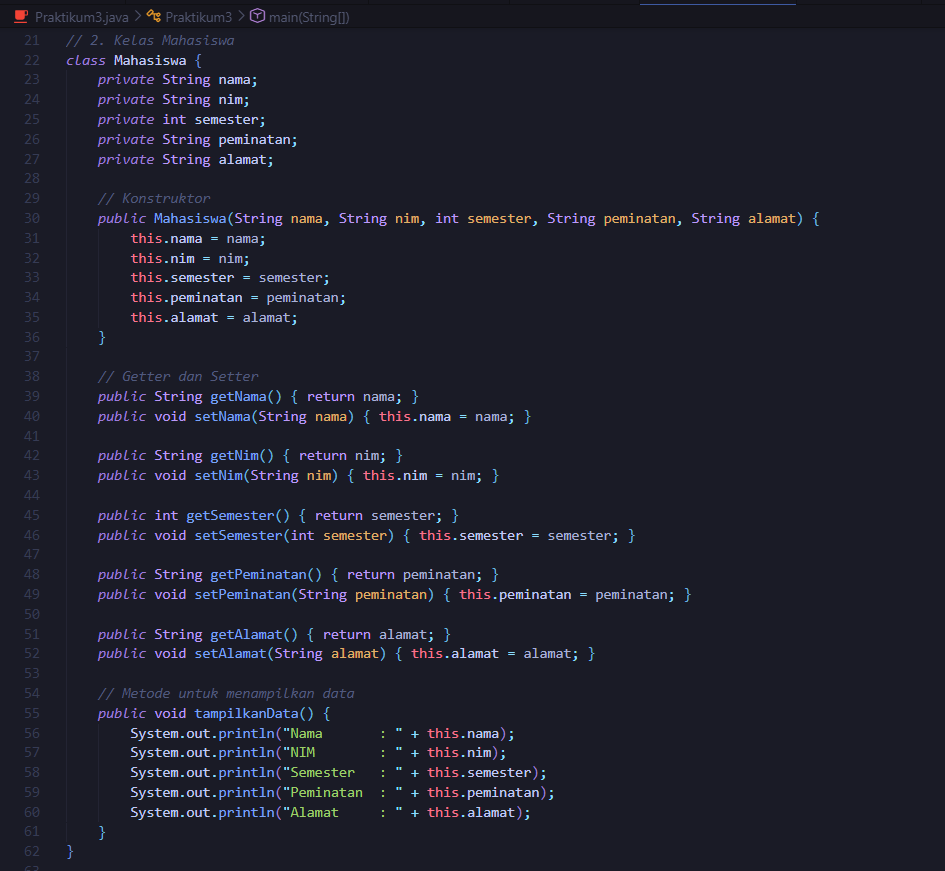 Praktikum3.java > Praktikum3 > main(String[])
21 // 2. Kelas Mahasiswa
22 class Mahasiswa {
23     private String nama;
24     private String nim;
25     private int semester;
26     private String peminatan;
27     private String alamat;
28
29     // Konstruktor
30     public Mahasiswa(String nama, String nim, int semester, String peminatan, String alamat) {
31         this.nama = nama;
32         this.nim = nim;
33         this.semester = semester;
34         this.peminatan = peminatan;
35         this.alamat = alamat;
36     }
37
38     // Getter dan Setter
39     public String getNama() { return nama; }
40     public void setNama(String nama) { this.nama = nama; }
41
42     public String getNim() { return nim; }
43     public void setNim(String nim) { this.nim = nim; }
44
45     public int getSemester() { return semester; }
46     public void setSemester(int semester) { this.semester = semester; }
47
48     public String getPeminatan() { return peminatan; }
49     public void setPeminatan(String peminatan) { this.peminatan = peminatan; }
50
51     public String getAlamat() { return alamat; }
52     public void setAlamat(String alamat) { this.alamat = alamat; }
53
54     // Metode untuk menampilkan data
55     public void tampilkanData() {
56         System.out.println("Nama       : " + this.nama);
57         System.out.println("NIM        : " + this.nim);
58         System.out.println("Semester   : " + this.semester);
59         System.out.println("Peminatan  : " + this.peminatan);
60         System.out.println("Alamat     : " + this.alamat);
61     }
62 }
63